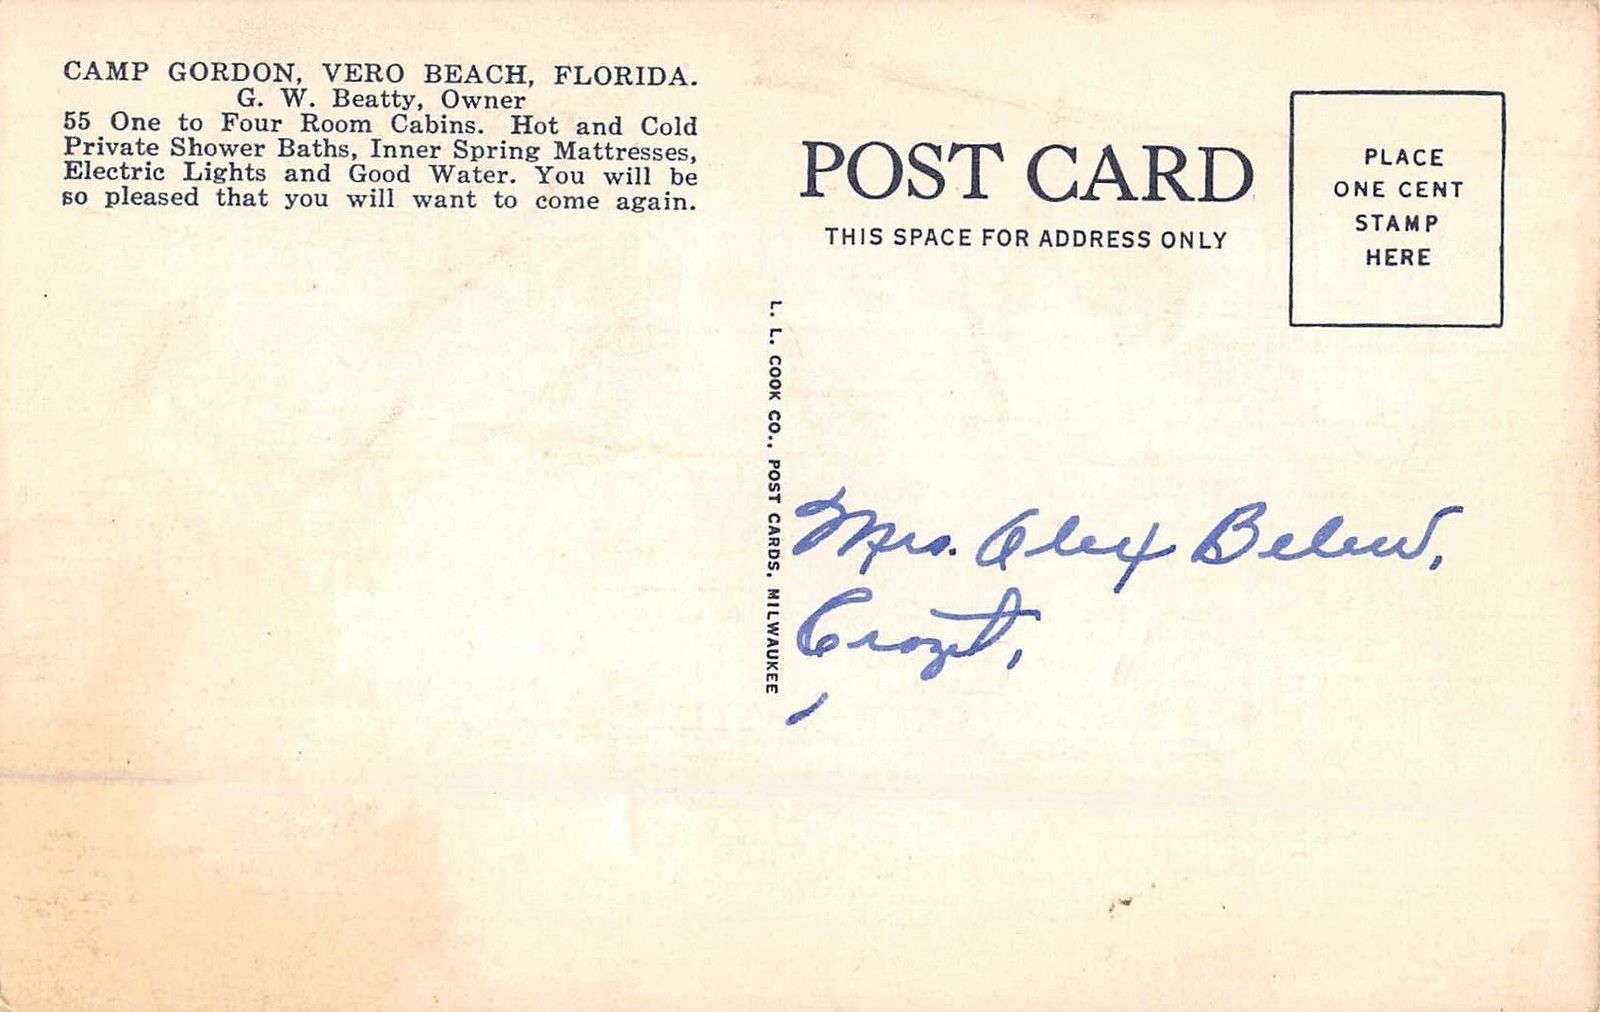 CAMP GORDON, VERO BEACH, FLORIDA.
G. W. Beatty, Owner
55 One to Four Room Cabins. Hot and Cold
Private Shower Baths, Inner Spring Mattresses,
Electric Lights and Good Water. You will be
so pleased that you will want to come again.
POST CARD
THIS SPACE FOR ADDRESS ONLY
PLACE
ONE CENT
STAMP
HERE
L. L. COOK CO., POST CARDS, MILWAUKEE
Mrs. Alex Belew,
Crozet,